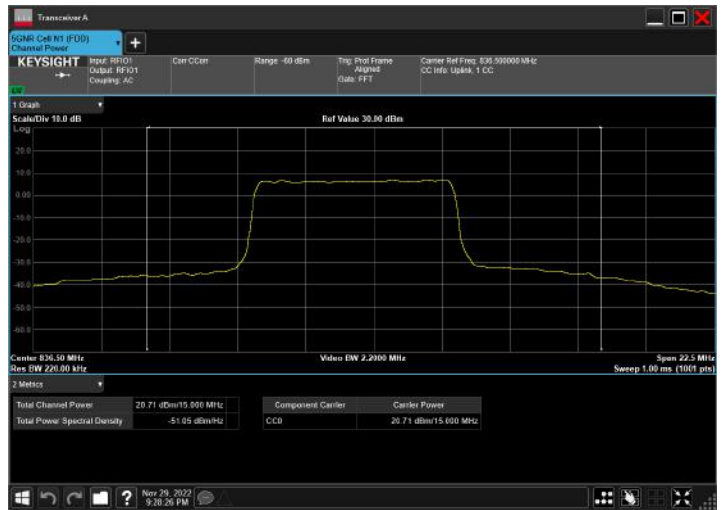 Transceiver A
5GNR Cell N1 (FDD)
Channel Power
KEYSIGHT
Input: RFIO1
Output: RFIO1
Coupling: AC
Corr CCorr
Range -60 dBm
Trig: Prot Frame
Aligned
Gate: FFT
Carrier Ref Freq: 836.500000 MHz
CC Info: Uplink, 1 CC
1 Graph
Scale/Div 10.0 dB
Ref Value 30.00 dBm
Log
20.0
10.0
0.00
-10.0
-20.0
-30.0
-40.0
-50.0
-60.0
Center 836.50 MHz
Video BW 2.2000 MHz
Span 22.5 MHz
Res BW 220.00 kHz
Sweep 1.00 ms (1001 pts)
2 Metrics
Total Channel Power 20.71 dBm/15.000 MHz
Total Power Spectral Density -51.05 dBm/Hz
Component Carrier Carrier Power
CC0 20.71 dBm/15.000 MHz
?
Nov 29, 2022
9:28:26 PM